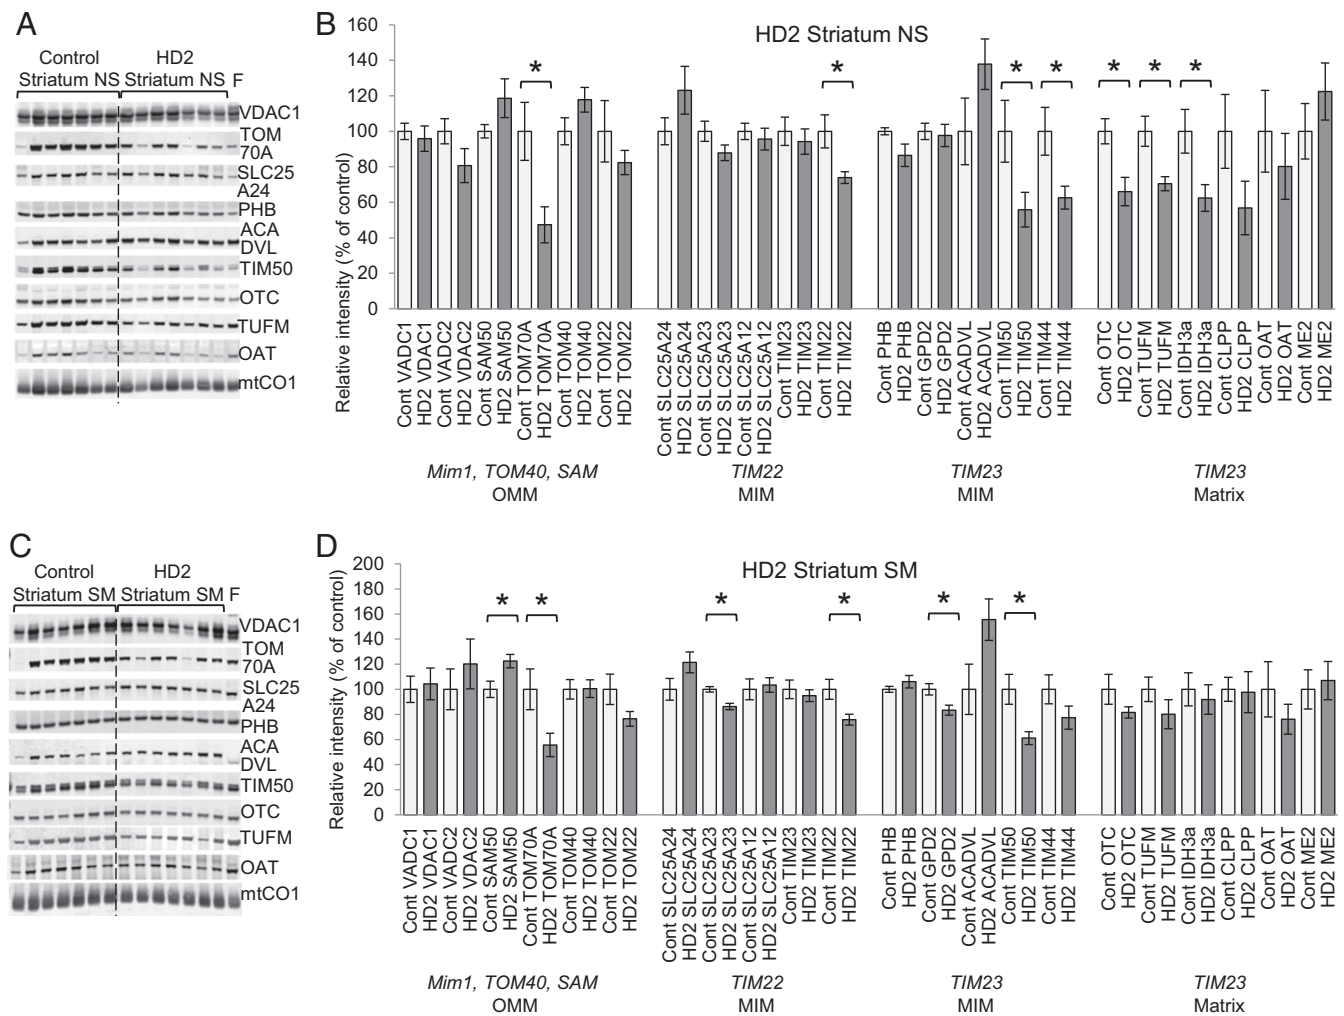 A
Control HD2
Striatum NS Striatum NS F
VDAC1
TOM
70A
SLC25
A24
PHB
ACA
DVL
TIM50
OTC
TUFM
OAT
mtCO1
B
HD2 Striatum NS
Relative intensity (% of control)
160
140
120
100
80
60
40
20
0
* * * * * * *
Cont VADC1
HD2 VDAC1
Cont VADC2
HD2 VDAC2
Cont SAM50
HD2 SAM50
Cont TOM70A
HD2 TOM70A
Cont TOM40
HD2 TOM40
Cont TOM22
HD2 TOM22
Cont SLC25A24
HD2 SLC25A24
Cont SLC25A23
HD2 SLC25A23
Cont SLC25A12
HD2 SLC25A12
Cont TIM23
HD2 TIM23
Cont TIM22
HD2 TIM22
Cont PHB
HD2 PHB
Cont GPD2
HD2 GPD2
Cont ACADVL
HD2 ACADVL
Cont TIM50
HD2 TIM50
Cont TIM44
HD2 TIM44
Cont OTC
HD2 OTC
Cont TUFM
HD2 TUFM
Cont IDH3a
HD2 IDH3a
Cont CLPP
HD2 CLPP
Cont OAT
HD2 OAT
Cont ME2
HD2 ME2
Mim1, TOM40, SAM TIM22 TIM23 TIM23
OMM MIM MIM Matrix
C
Control HD2
Striatum SM Striatum SM F
VDAC1
TOM
70A
SLC25
A24
PHB
ACA
DVL
TIM50
OTC
TUFM
OAT
mtCO1
D
HD2 Striatum SM
Relative intensity (% of control)
200
180
160
140
120
100
80
60
40
20
0
* * * * * *
Cont VADC1
HD2 VDAC1
Cont VADC2
HD2 VDAC2
Cont SAM50
HD2 SAM50
Cont TOM70A
HD2 TOM70A
Cont TOM40
HD2 TOM40
Cont TOM22
HD2 TOM22
Cont SLC25A24
HD2 SLC25A24
Cont SLC25A23
HD2 SLC25A23
Cont SLC25A12
HD2 SLC25A12
Cont TIM23
HD2 TIM23
Cont TIM22
HD2 TIM22
Cont PHB
HD2 PHB
Cont GPD2
HD2 GPD2
Cont ACADVL
HD2 ACADVL
Cont TIM50
HD2 TIM50
Cont TIM44
HD2 TIM44
Cont OTC
HD2 OTC
Cont TUFM
HD2 TUFM
Cont IDH3a
HD2 IDH3a
Cont CLPP
HD2 CLPP
Cont OAT
HD2 OAT
Cont ME2
HD2 ME2
Mim1, TOM40, SAM TIM22 TIM23 TIM23
OMM MIM MIM Matrix